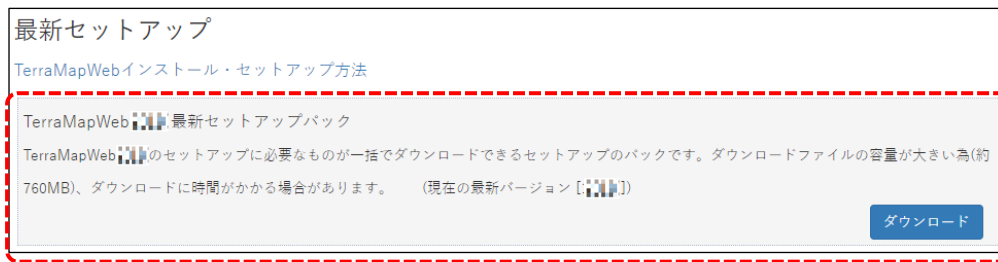 最新セットアップ
TerraMapWebインストール・セットアップ方法
TerraMapWeb 最新セットアップパック
TerraMapWeb のセットアップに必要なものが一括でダウンロードできるセットアップのパックです。ダウンロードファイルの容量が大きい為(約
760MB)、ダウンロードに時間がかかる場合があります。 (現在の最新バージョン [ ])
ダウンロード